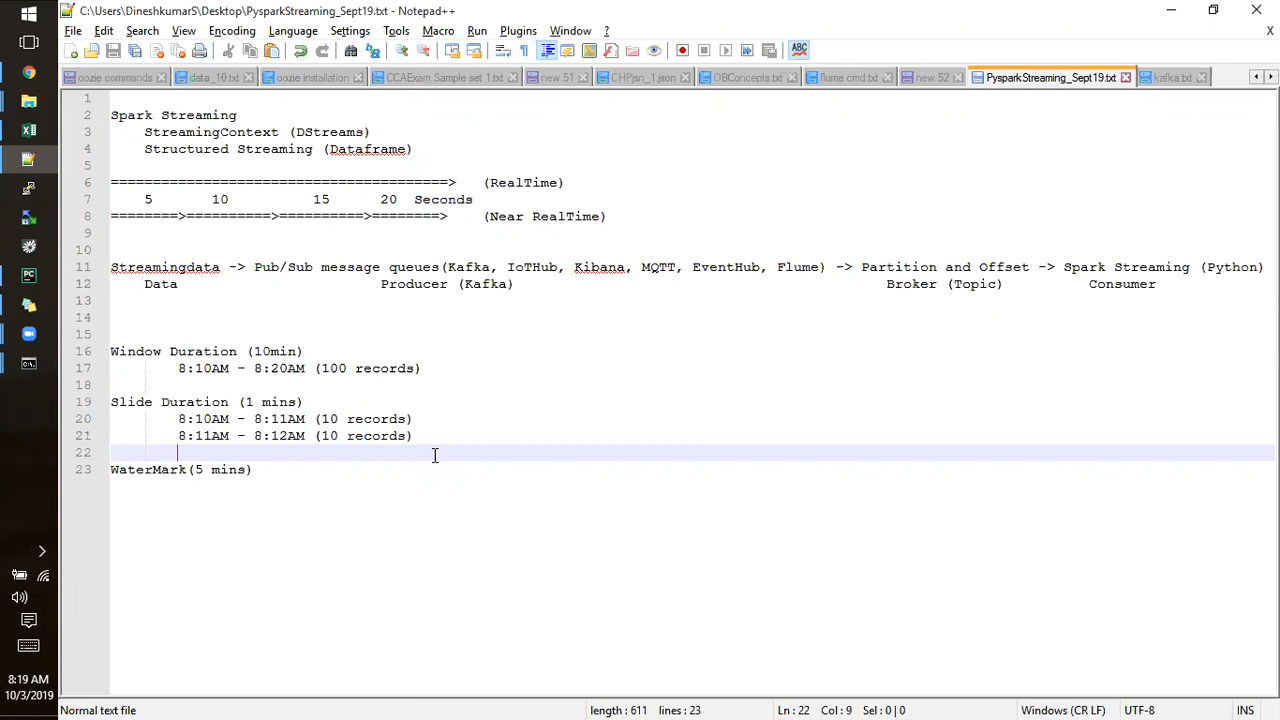 C:\Users\DineshkumarS\Desktop\PysparkStreaming_Sept19.txt - Notepad++
File Edit Search View Encoding Language Settings Tools Macro Run Plugins Window ?
X
oozie commands data_10.txt oozie installation CCAExam Sample set 1 new 51 CHPjan_1.json OBConcepts.txt flume cmd.txt new 52 PysparkStreaming_Sept19.txt kafka.txt
1
2 Spark Streaming
3 StreamingContext (DStreams)
4 Structured Streaming (Dataframe)
5
6 ========================================> (RealTime)
7 5 10 15 20 Seconds
8 ========>==========>==========>========> (Near RealTime)
9
10
11 Streamingdata -> Pub/Sub message queues(Kafka, IoTHub, Kibana, MQTT, EventHub, Flume) -> Partition and Offset -> Spark Streaming (Python)
12 Data Producer (Kafka) Broker (Topic) Consumer
13
14
15
16 Window Duration (10min)
17 8:10AM - 8:20AM (100 records)
18
19 Slide Duration (1 mins)
20 8:10AM - 8:11AM (10 records)
21 8:11AM - 8:12AM (10 records)
22
23 WaterMark(5 mins)
8:19 AM
10/3/2019
Normal text file length : 611 lines : 23 Ln : 22 Col : 9 Sel : 0 | 0 Windows (CR LF) UTF-8 INS